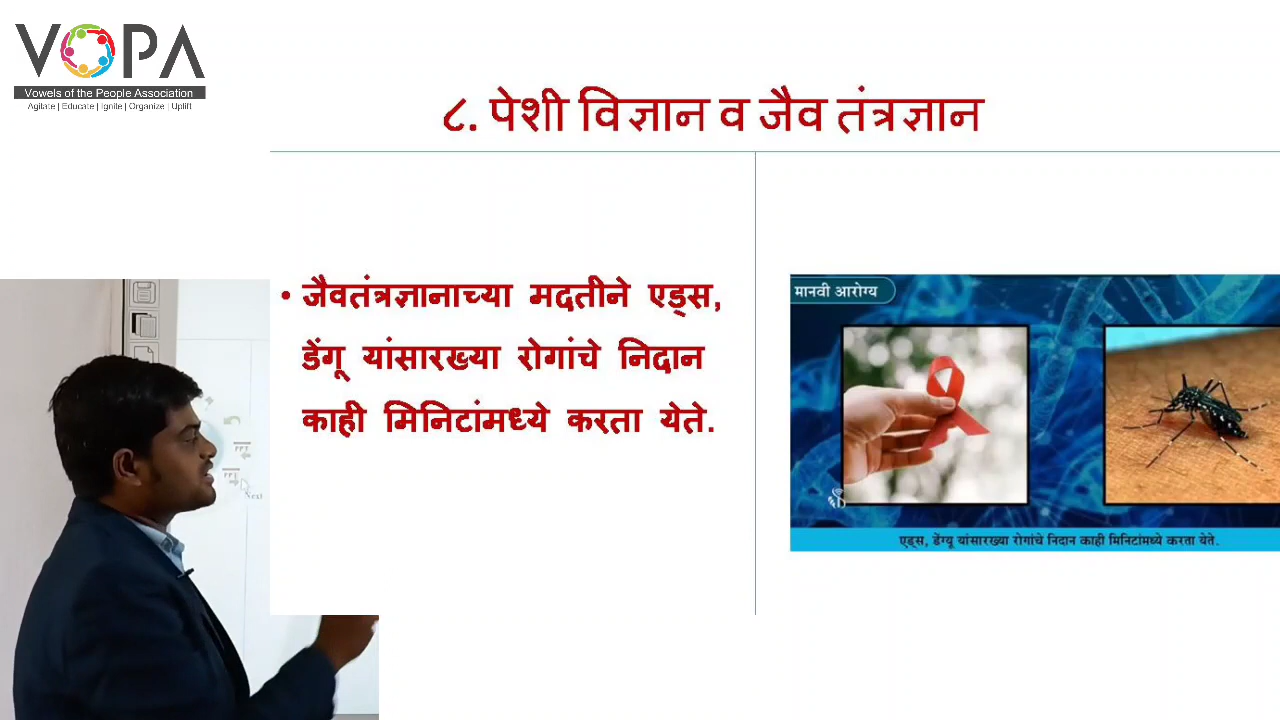 VOPA
Vowels of the People Association
Agitate | Educate | Ignite | Organize | Uplift
८. पेशी विज्ञान व जैव तंत्रज्ञान
• जैवतंत्रज्ञानाच्या मदतीने एड्स,
डेंगू यांसारख्या रोगांचे निदान
काही मिनिटांमध्ये करता येते.
मानवी आरोग्य
एड्स, डेंग्यू यांसारख्या रोगांचे निदान काही मिनिटांमध्ये करता येते.
Next